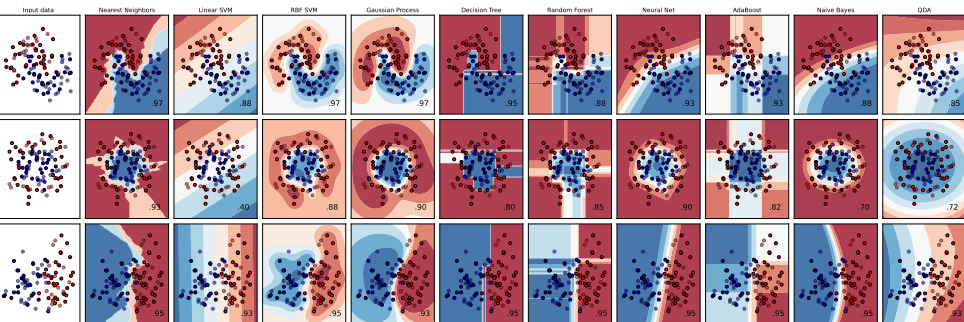 Input data Nearest Neighbors Linear SVM RBF SVM Gaussian Process Decision Tree Random Forest Neural Net AdaBoost Naive Bayes QDA
.97 .88 .97 .97 .95 .88 .93 .93 .88 .85
.93 .40 .88 .90 .80 .85 .90 .82 .70 .72
.95 .93 .95 .93 .95 .95 .95 .95 .95 .93